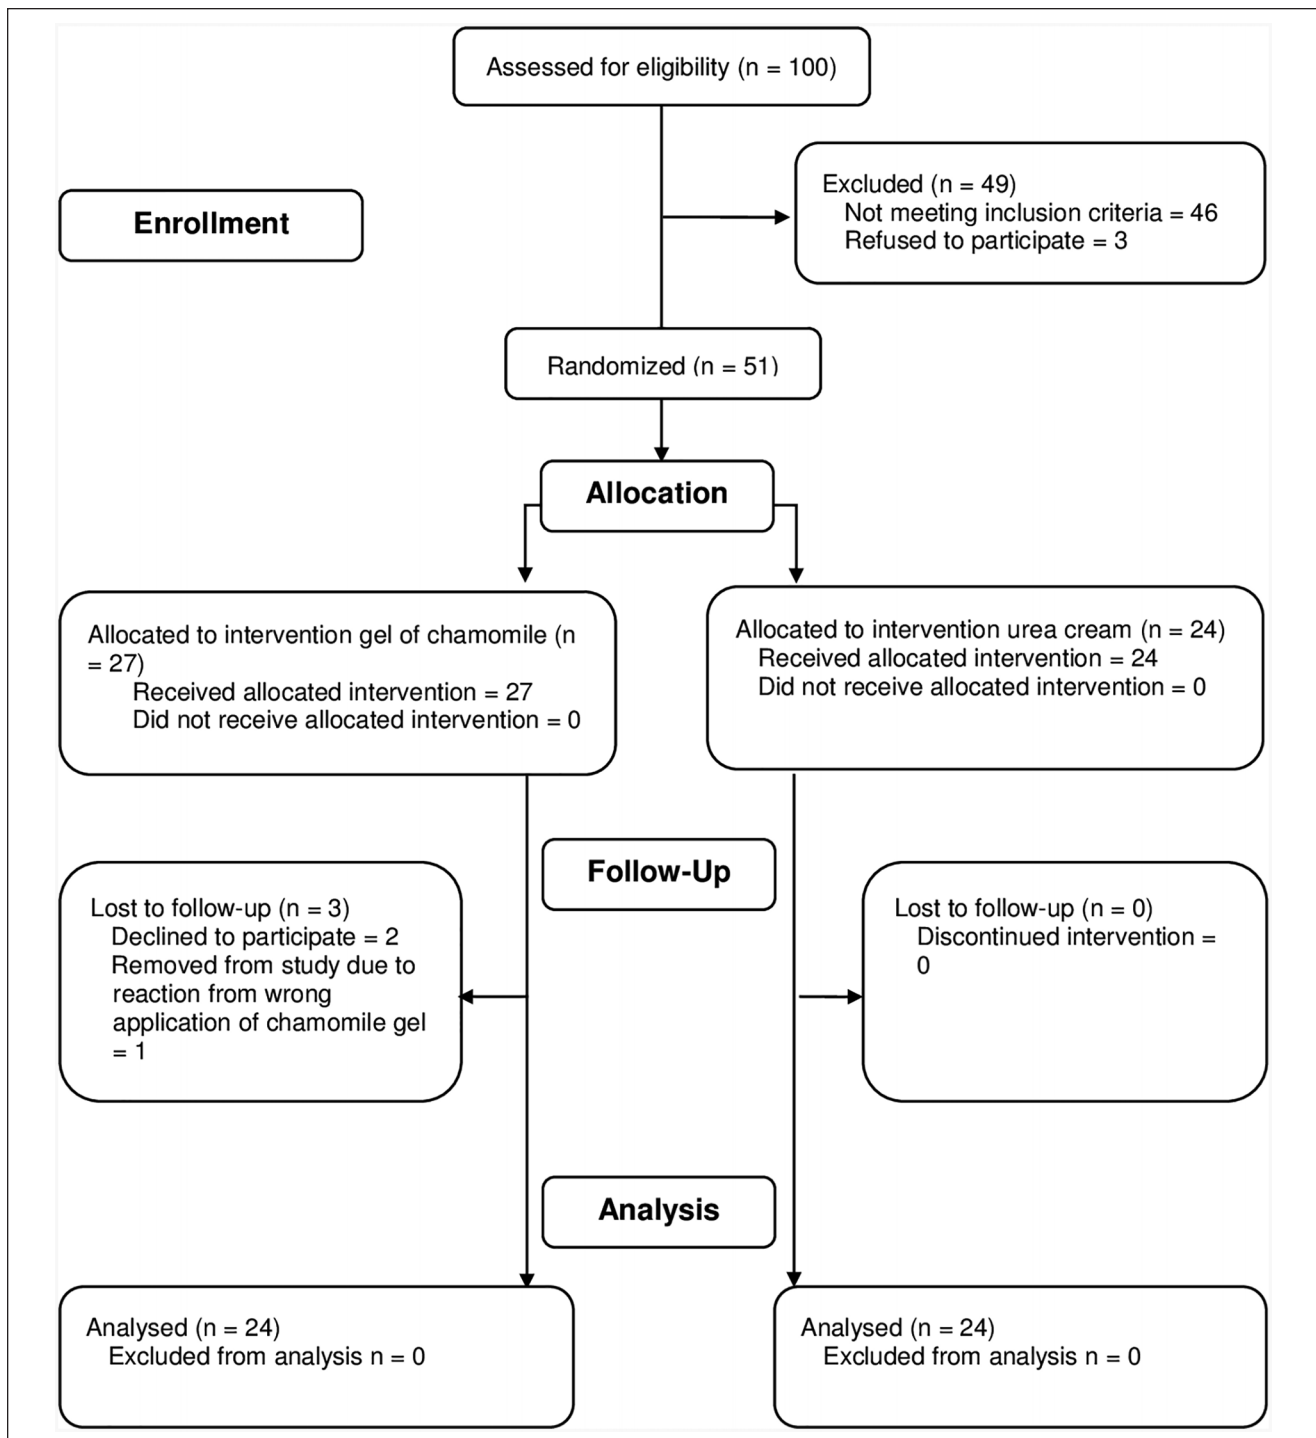 Assessed for eligibility (n = 100)
Excluded (n = 49)
Not meeting inclusion criteria = 46
Refused to participate = 3
Enrollment
Randomized (n = 51)
Allocation
Allocated to intervention gel of chamomile (n
= 27)
Received allocated intervention = 27
Did not receive allocated intervention = 0
Allocated to intervention urea cream (n = 24)
Received allocated intervention = 24
Did not receive allocated intervention = 0
Follow-Up
Lost to follow-up (n = 3)
Declined to participate = 2
Removed from study due to
reaction from wrong
application of chamomile gel
= 1
Lost to follow-up (n = 0)
Discontinued intervention =
0
Analysis
Analysed (n = 24)
Excluded from analysis n = 0
Analysed (n = 24)
Excluded from analysis n = 0